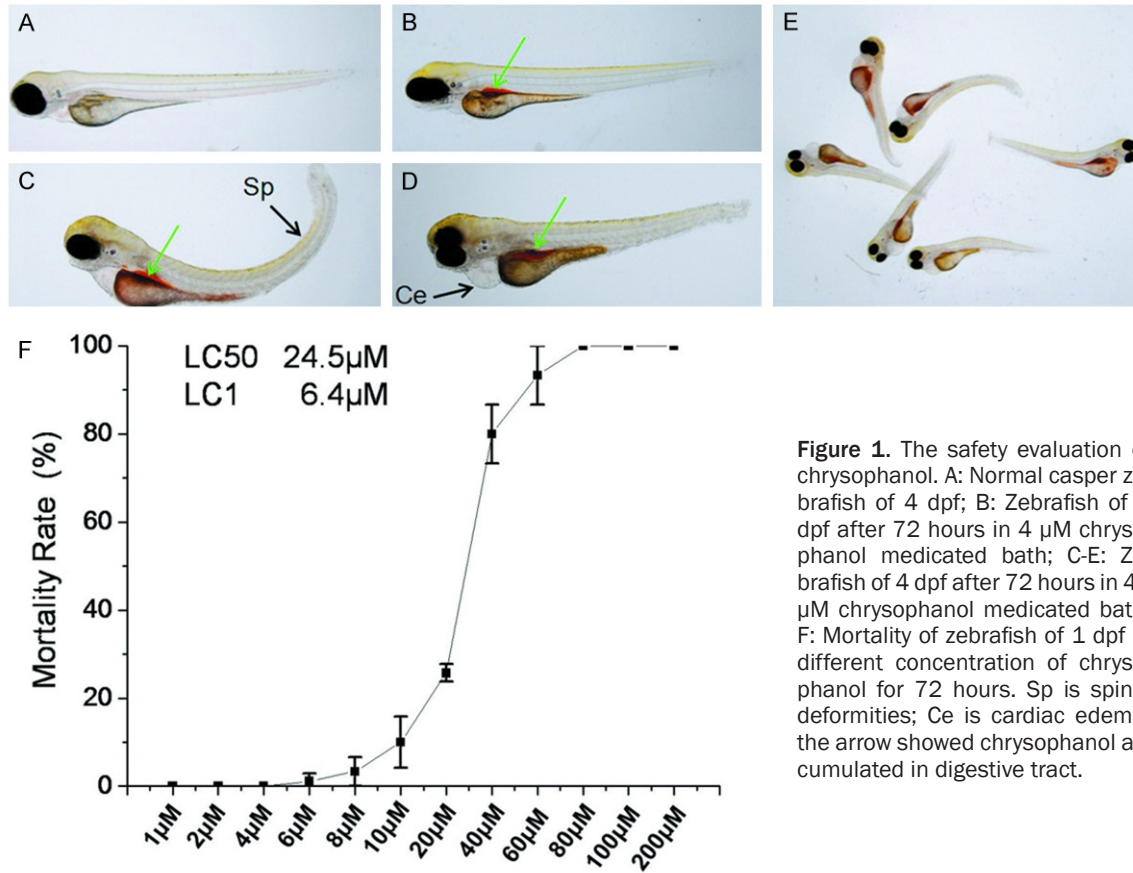 A
B
E
C
Sp
D
Ce
F
LC50 24.5µM
LC1 6.4µM
Mortality Rate (%)
100
80
60
40
20
0
1µM
2µM
4µM
6µM
8µM
10µM
20µM
40µM
60µM
80µM
100µM
200µM
Figure 1. The safety evaluation
chrysophanol. A: Normal casper z
brafish of 4 dpf; B: Zebrafish of
dpf after 72 hours in 4 µM chrys
phanol medicated bath; C-E: Z
brafish of 4 dpf after 72 hours in 4
µM chrysophanol medicated bat
F: Mortality of zebrafish of 1 dpf
different concentration of chrys
phanol for 72 hours. Sp is spin
deformities; Ce is cardiac edem
the arrow showed chrysophanol a
cumulated in digestive tract.